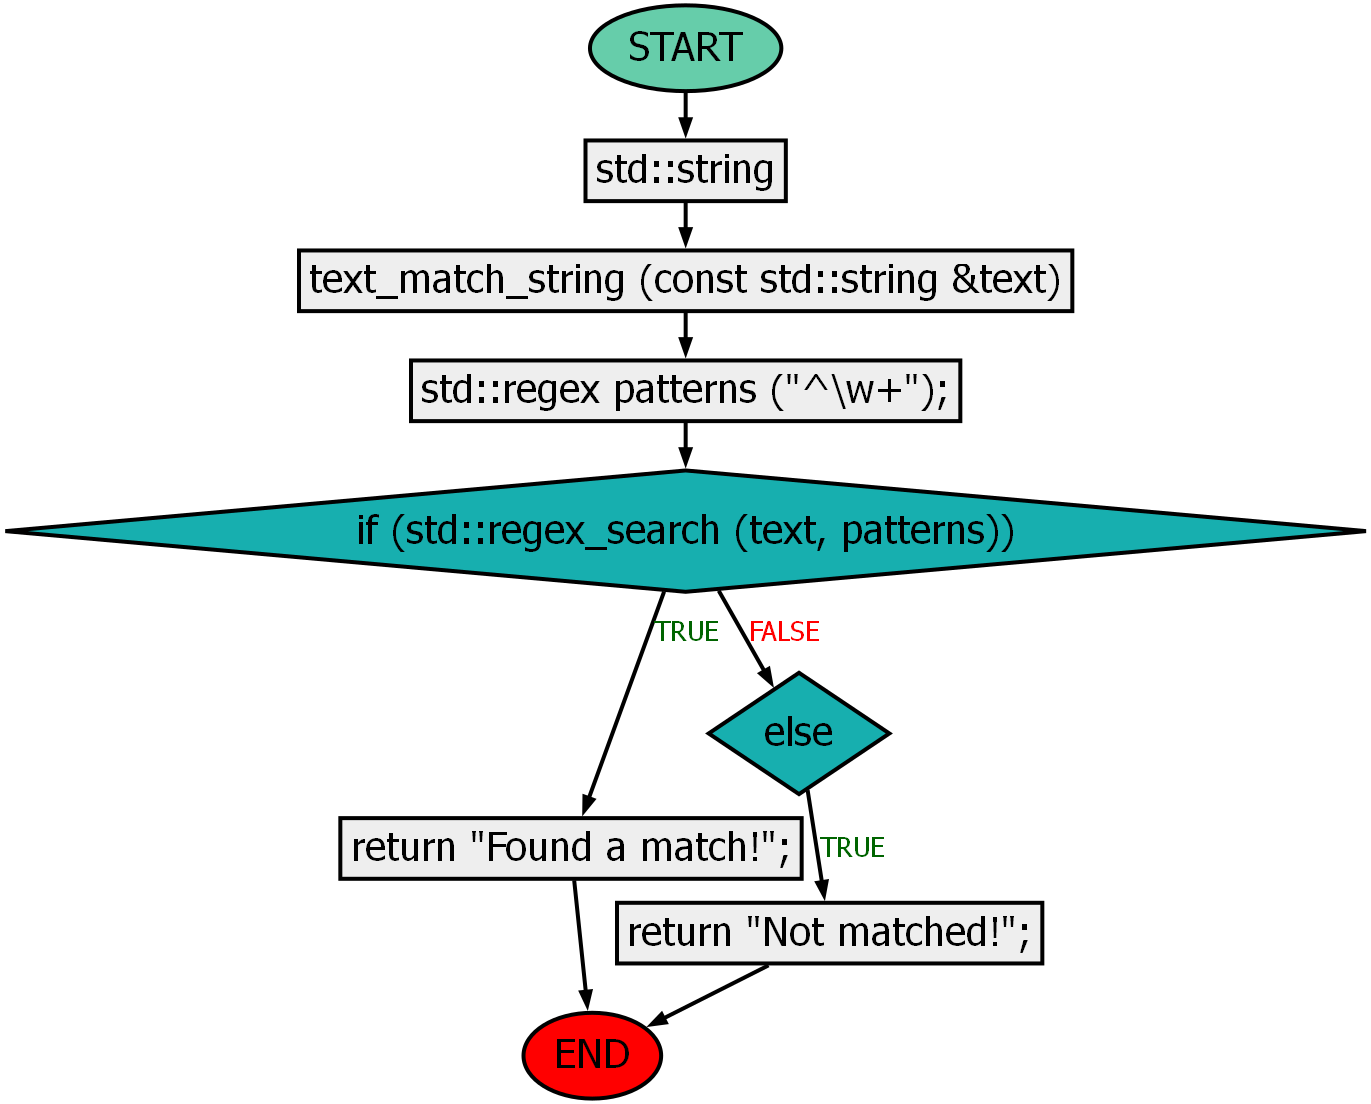 START
std::string
text_match_string (const std::string &text)
std::regex patterns ("^\w+");
if (std::regex_search (text, patterns))
TRUE
FALSE
else
return "Found a match!";
TRUE
return "Not matched!";
END